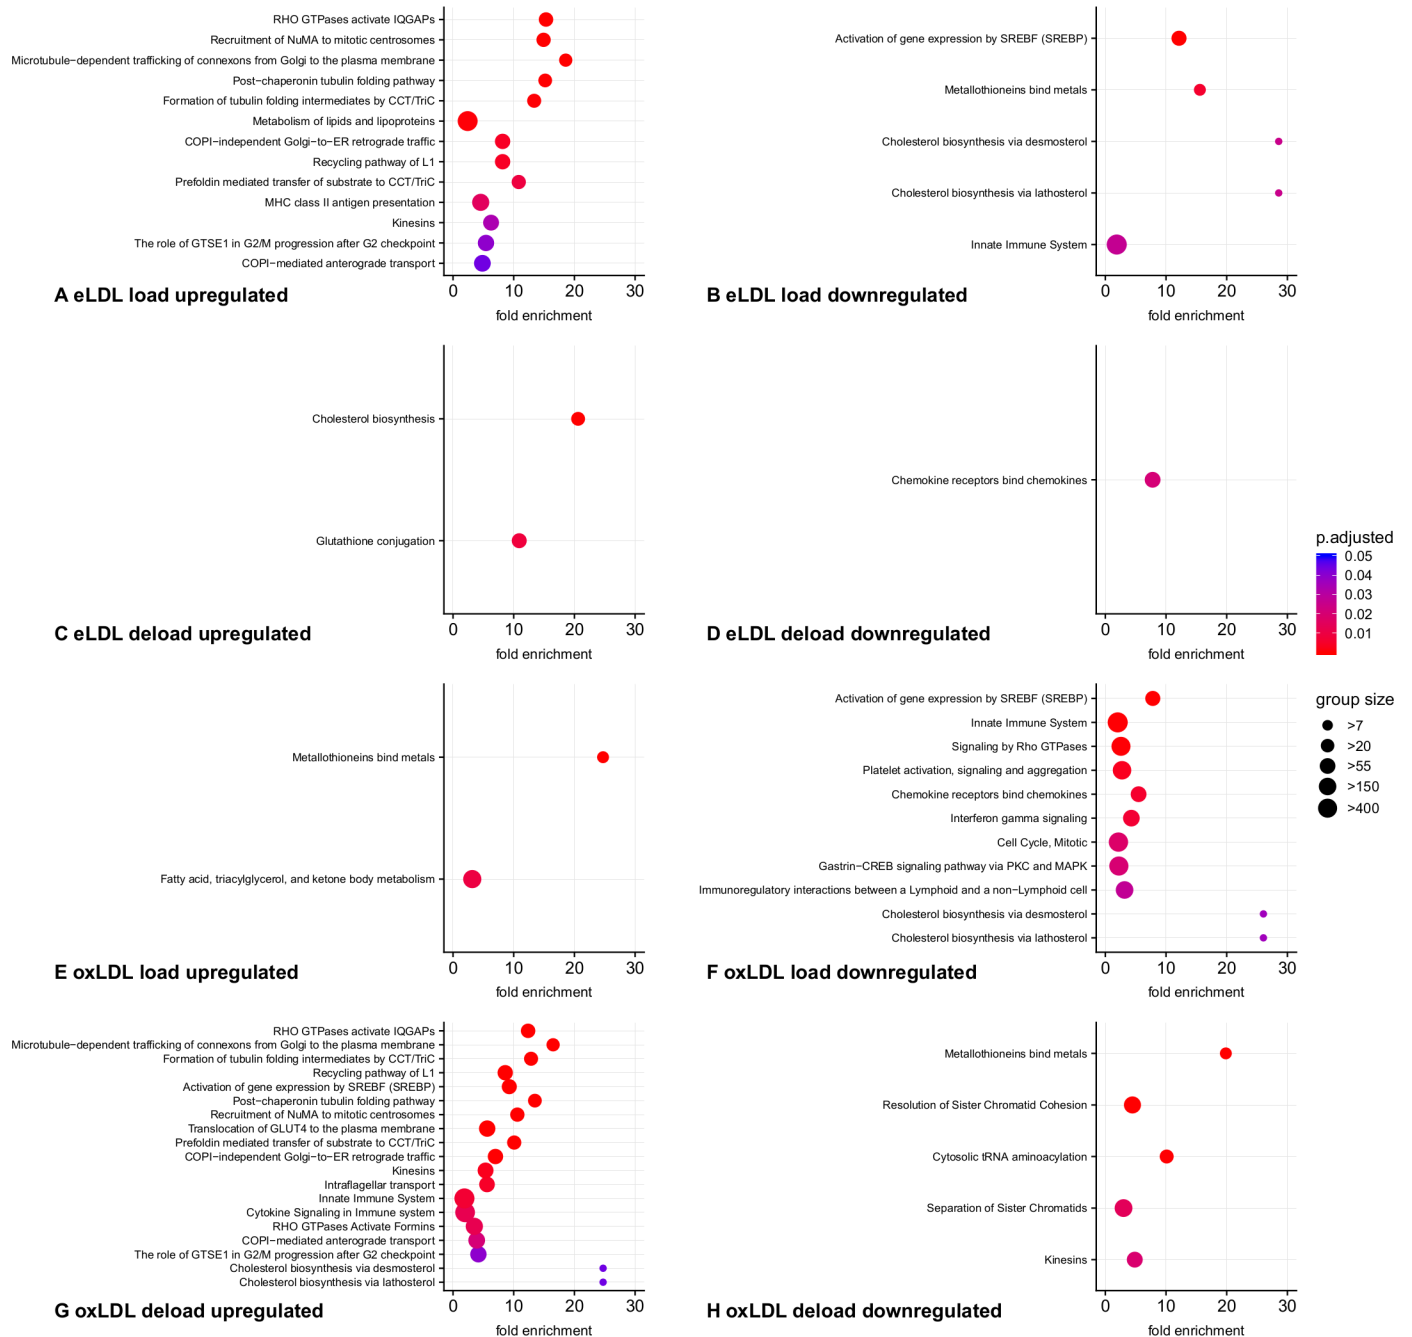 RHO GTPases activate IQGAPs
Recruitment of NuMA to mitotic centrosomes
Microtubule−dependent trafficking of connexons from Golgi to the plasma membrane
Post−chaperonin tubulin folding pathway
Formation of tubulin folding intermediates by CCT/TriC
Metabolism of lipids and lipoproteins
COPI−independent Golgi−to−ER retrograde traffic
Recycling pathway of L1
Prefoldin mediated transfer of substrate to CCT/TriC
MHC class II antigen presentation
Kinesins
The role of GTSE1 in G2/M progression after G2 checkpoint
COPI−mediated anterograde transport
0 10 20 30
fold enrichment
A eLDL load upregulated
Activation of gene expression by SREBF (SREBP)
Metallothioneins bind metals
Cholesterol biosynthesis via desmosterol
Cholesterol biosynthesis via lathosterol
Innate Immune System
0 10 20 30
fold enrichment
B eLDL load downregulated
Cholesterol biosynthesis
Glutathione conjugation
0 10 20 30
fold enrichment
C eLDL deload upregulated
Chemokine receptors bind chemokines
0 10 20 30
fold enrichment
D eLDL deload downregulated
p.adjusted
0.05
0.04
0.03
0.02
0.01
group size
>7
>20
>55
>150
>400
Metallothioneins bind metals
Fatty acid, triacylglycerol, and ketone body metabolism
0 10 20 30
fold enrichment
E oxLDL load upregulated
Activation of gene expression by SREBF (SREBP)
Innate Immune System
Signaling by Rho GTPases
Platelet activation, signaling and aggregation
Chemokine receptors bind chemokines
Interferon gamma signaling
Cell Cycle, Mitotic
Gastrin−CREB signaling pathway via PKC and MAPK
Immunoregulatory interactions between a Lymphoid and a non−Lymphoid cell
Cholesterol biosynthesis via desmosterol
Cholesterol biosynthesis via lathosterol
0 10 20 30
fold enrichment
F oxLDL load downregulated
RHO GTPases activate IQGAPs
Microtubule−dependent trafficking of connexons from Golgi to the plasma membrane
Formation of tubulin folding intermediates by CCT/TriC
Recycling pathway of L1
Activation of gene expression by SREBF (SREBP)
Post−chaperonin tubulin folding pathway
Recruitment of NuMA to mitotic centrosomes
Translocation of GLUT4 to the plasma membrane
Prefoldin mediated transfer of substrate to CCT/TriC
COPI−independent Golgi−to−ER retrograde traffic
Kinesins
Intraflagellar transport
Innate Immune System
Cytokine Signaling in Immune system
RHO GTPases Activate Formins
COPI−mediated anterograde transport
The role of GTSE1 in G2/M progression after G2 checkpoint
Cholesterol biosynthesis via desmosterol
Cholesterol biosynthesis via lathosterol
0 10 20 30
fold enrichment
G oxLDL deload upregulated
Metallothioneins bind metals
Resolution of Sister Chromatid Cohesion
Cytosolic tRNA aminoacylation
Separation of Sister Chromatids
Kinesins
0 10 20 30
fold enrichment
H oxLDL deload downregulated